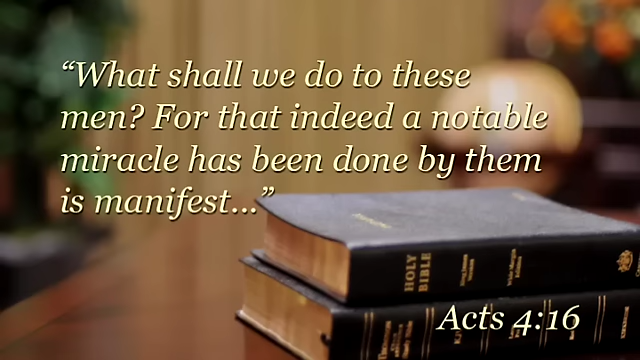 “What shall we do to these
men? For that indeed a notable
miracle has been done by them
is manifest...”
HOLY
BIBLE
Acts 4:16